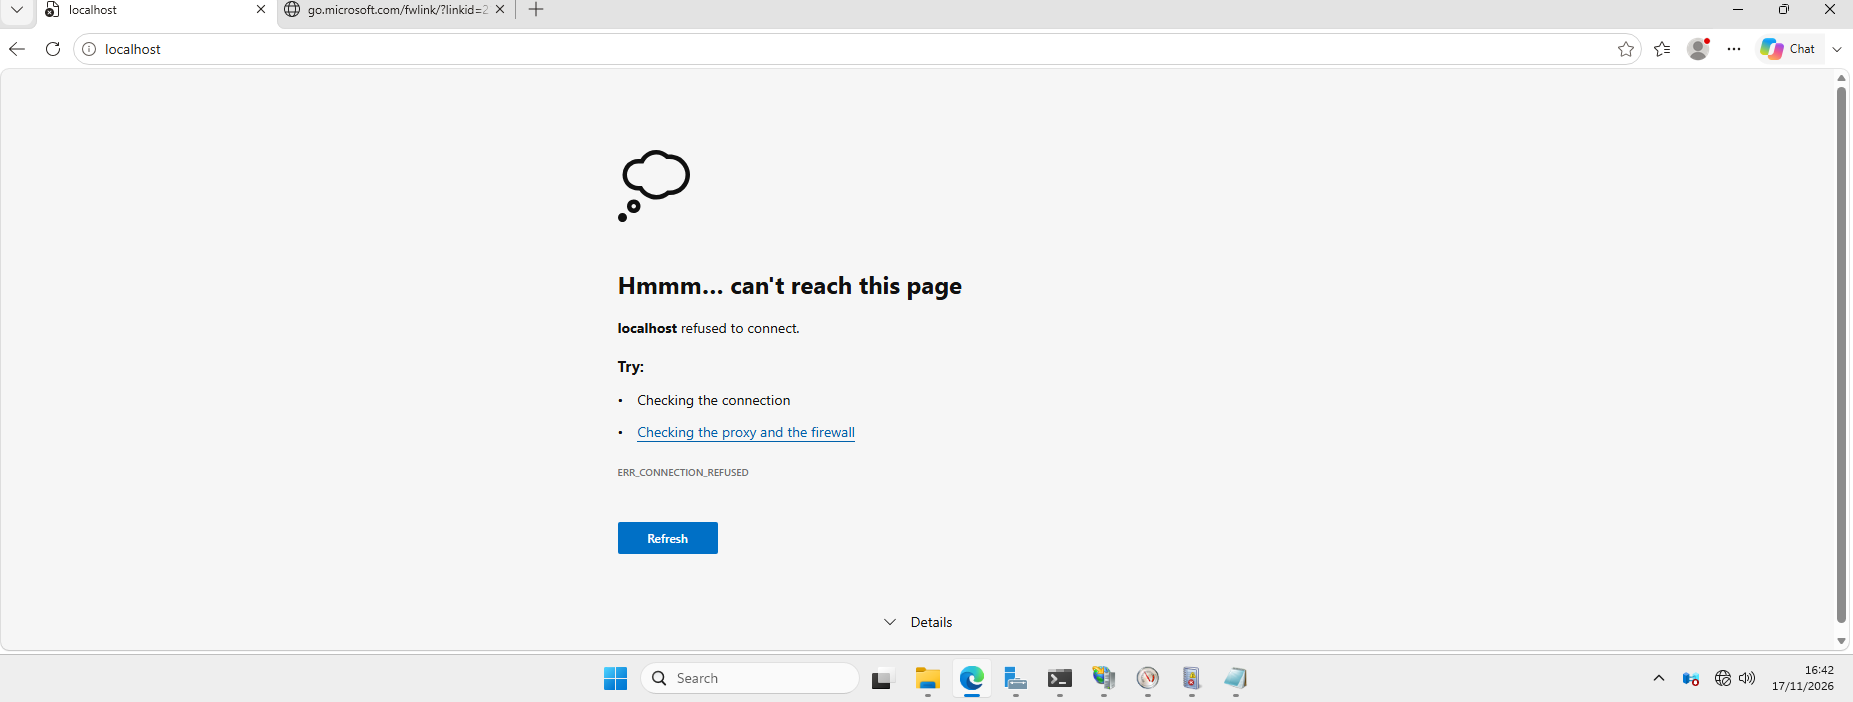 localhost
go.microsoft.com/fwlink/?linkid=2
localhost
Chat
Hmmm… can't reach this page
localhost refused to connect.
Try:
• Checking the connection
• Checking the proxy and the firewall
ERR_CONNECTION_REFUSED
Refresh
Details
Search
16:42
17/11/2026